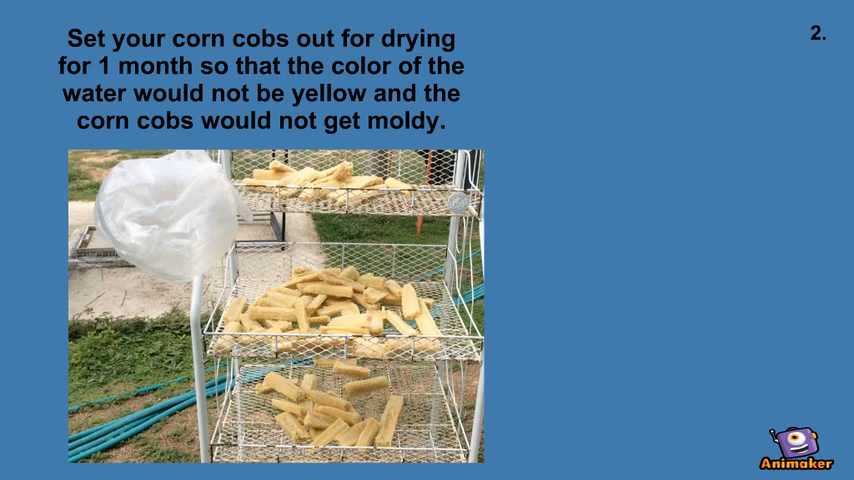 Set your corn cobs out for drying
for 1 month so that the color of the
water would not be yellow and the
corn cobs would not get moldy.
2.
Animaker